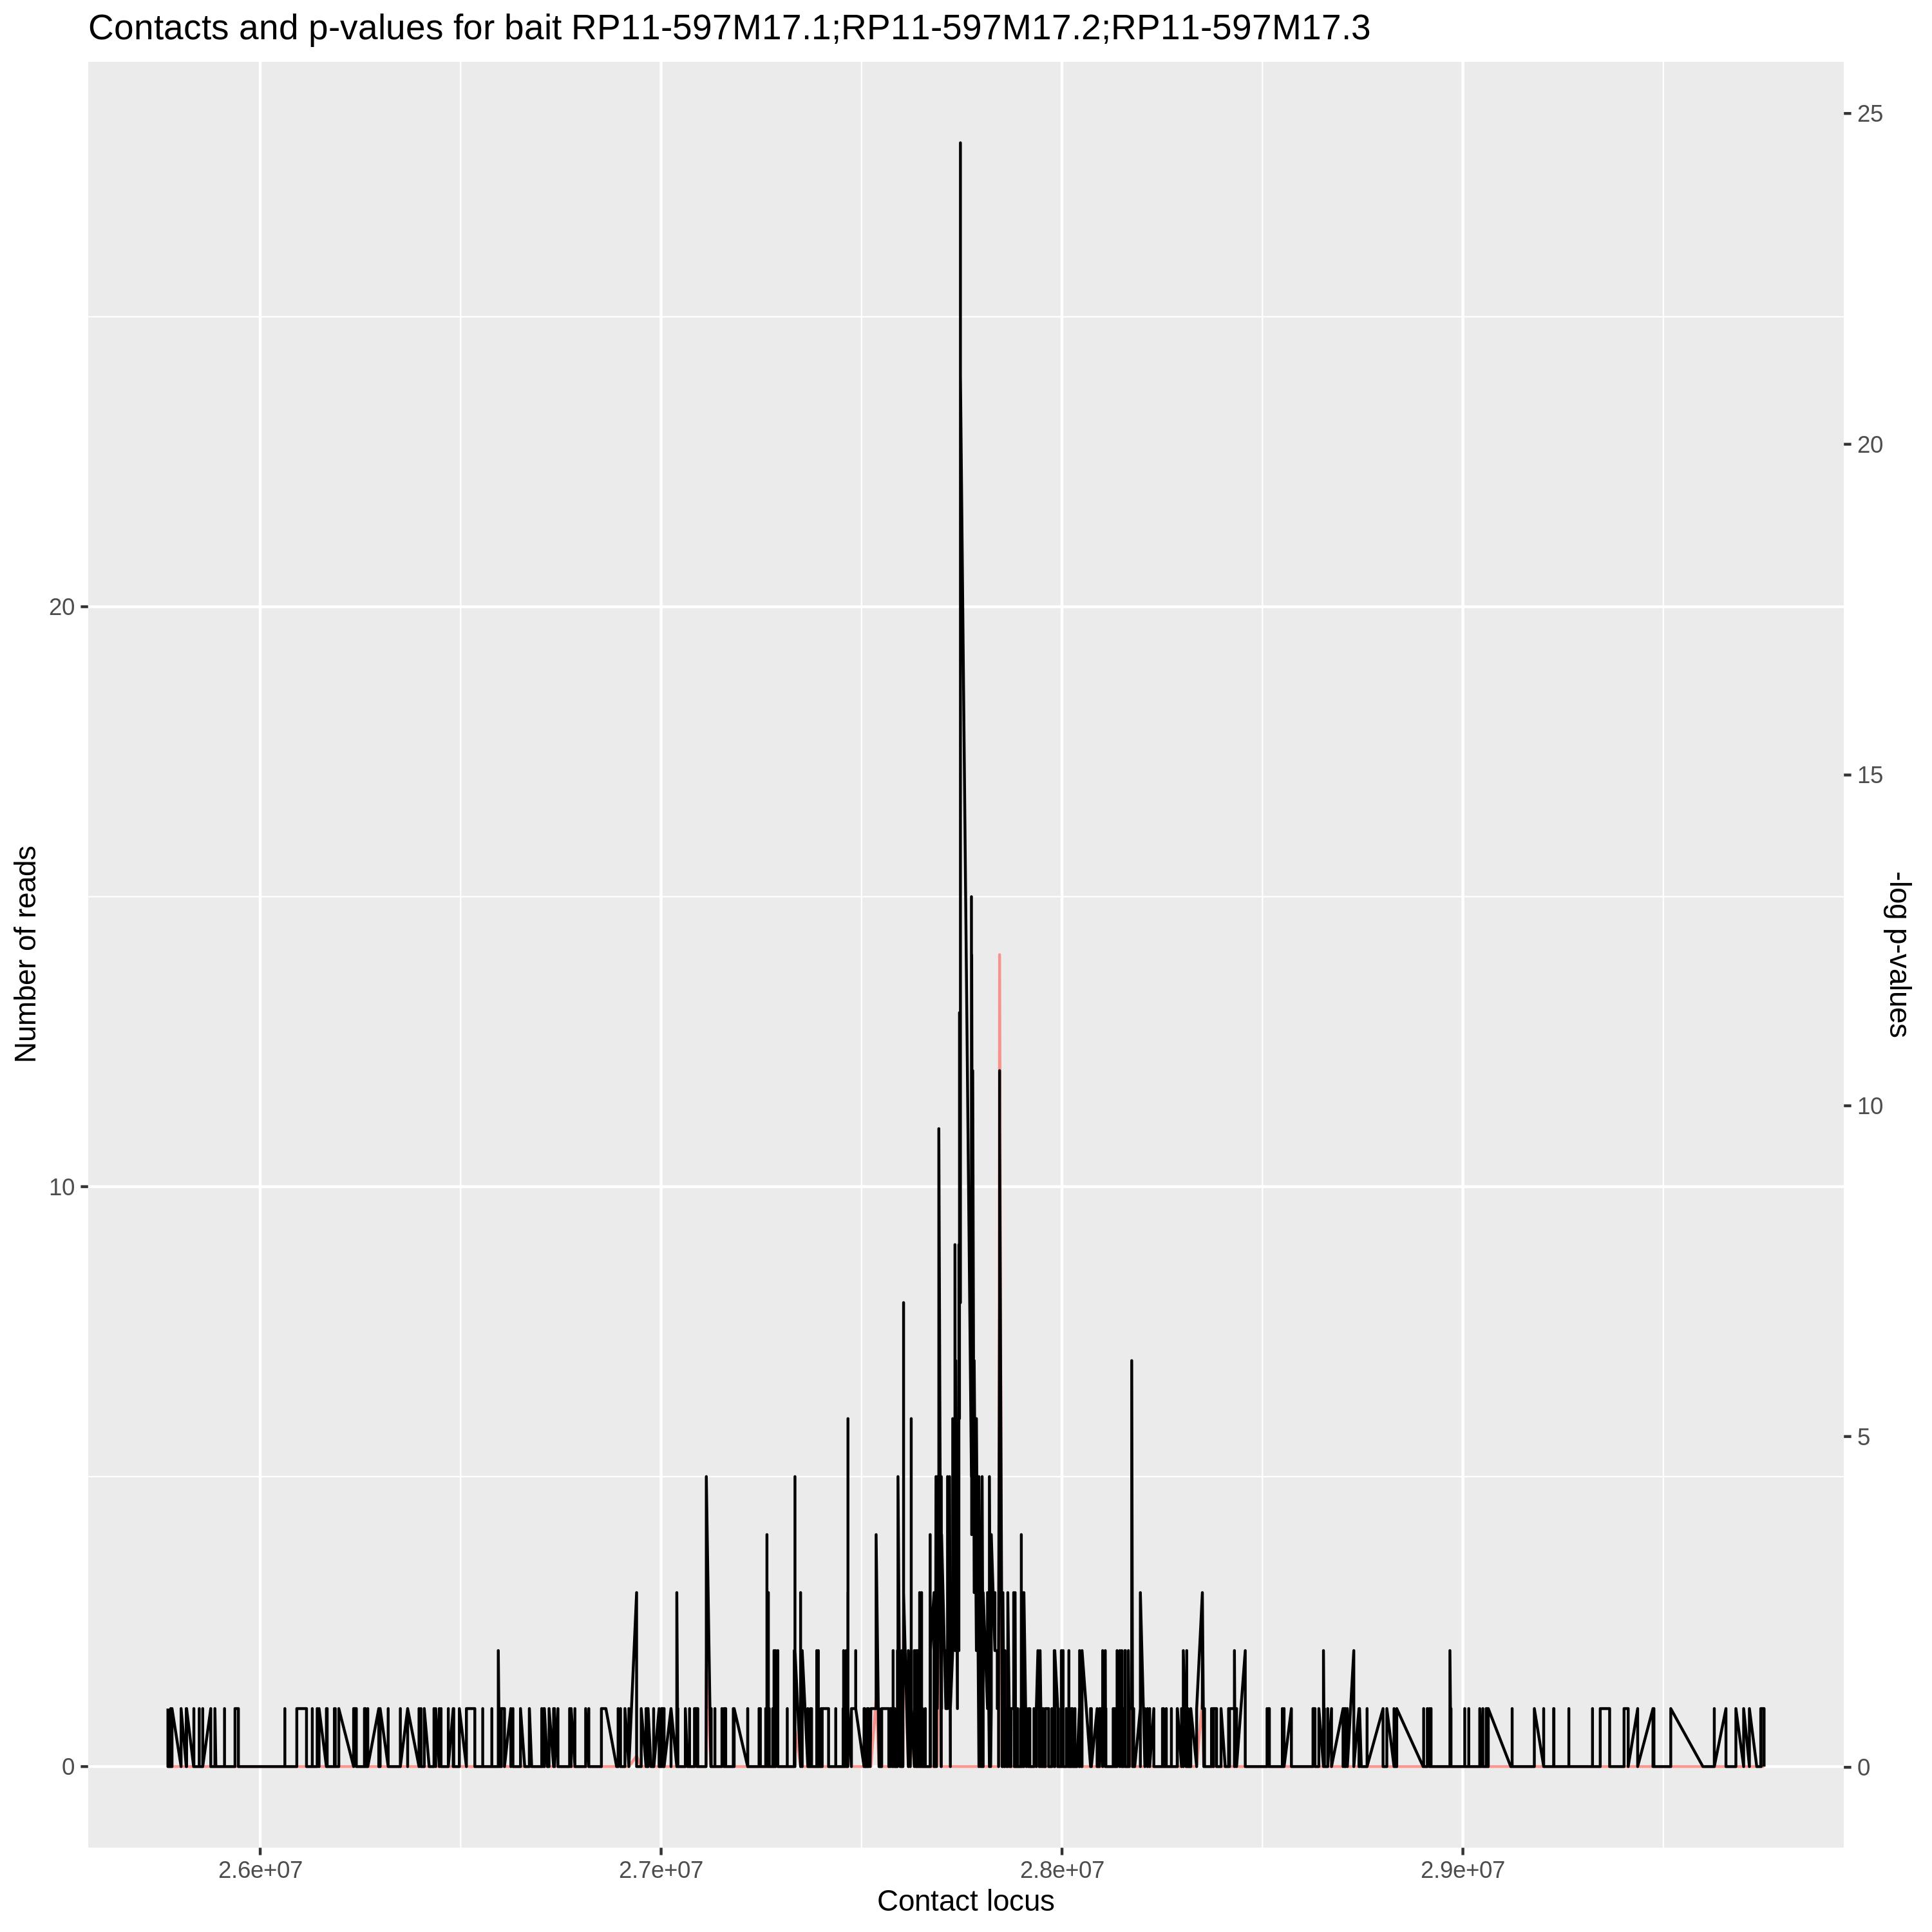 Contacts and p-values for bait RP11-597M17.1;RP11-597M17.2;RP11-597M17.3
25
20
15
10
5
0
-log p-values
20
10
0
Number of reads
2.6e+07 2.7e+07 2.8e+07 2.9e+07
Contact locus